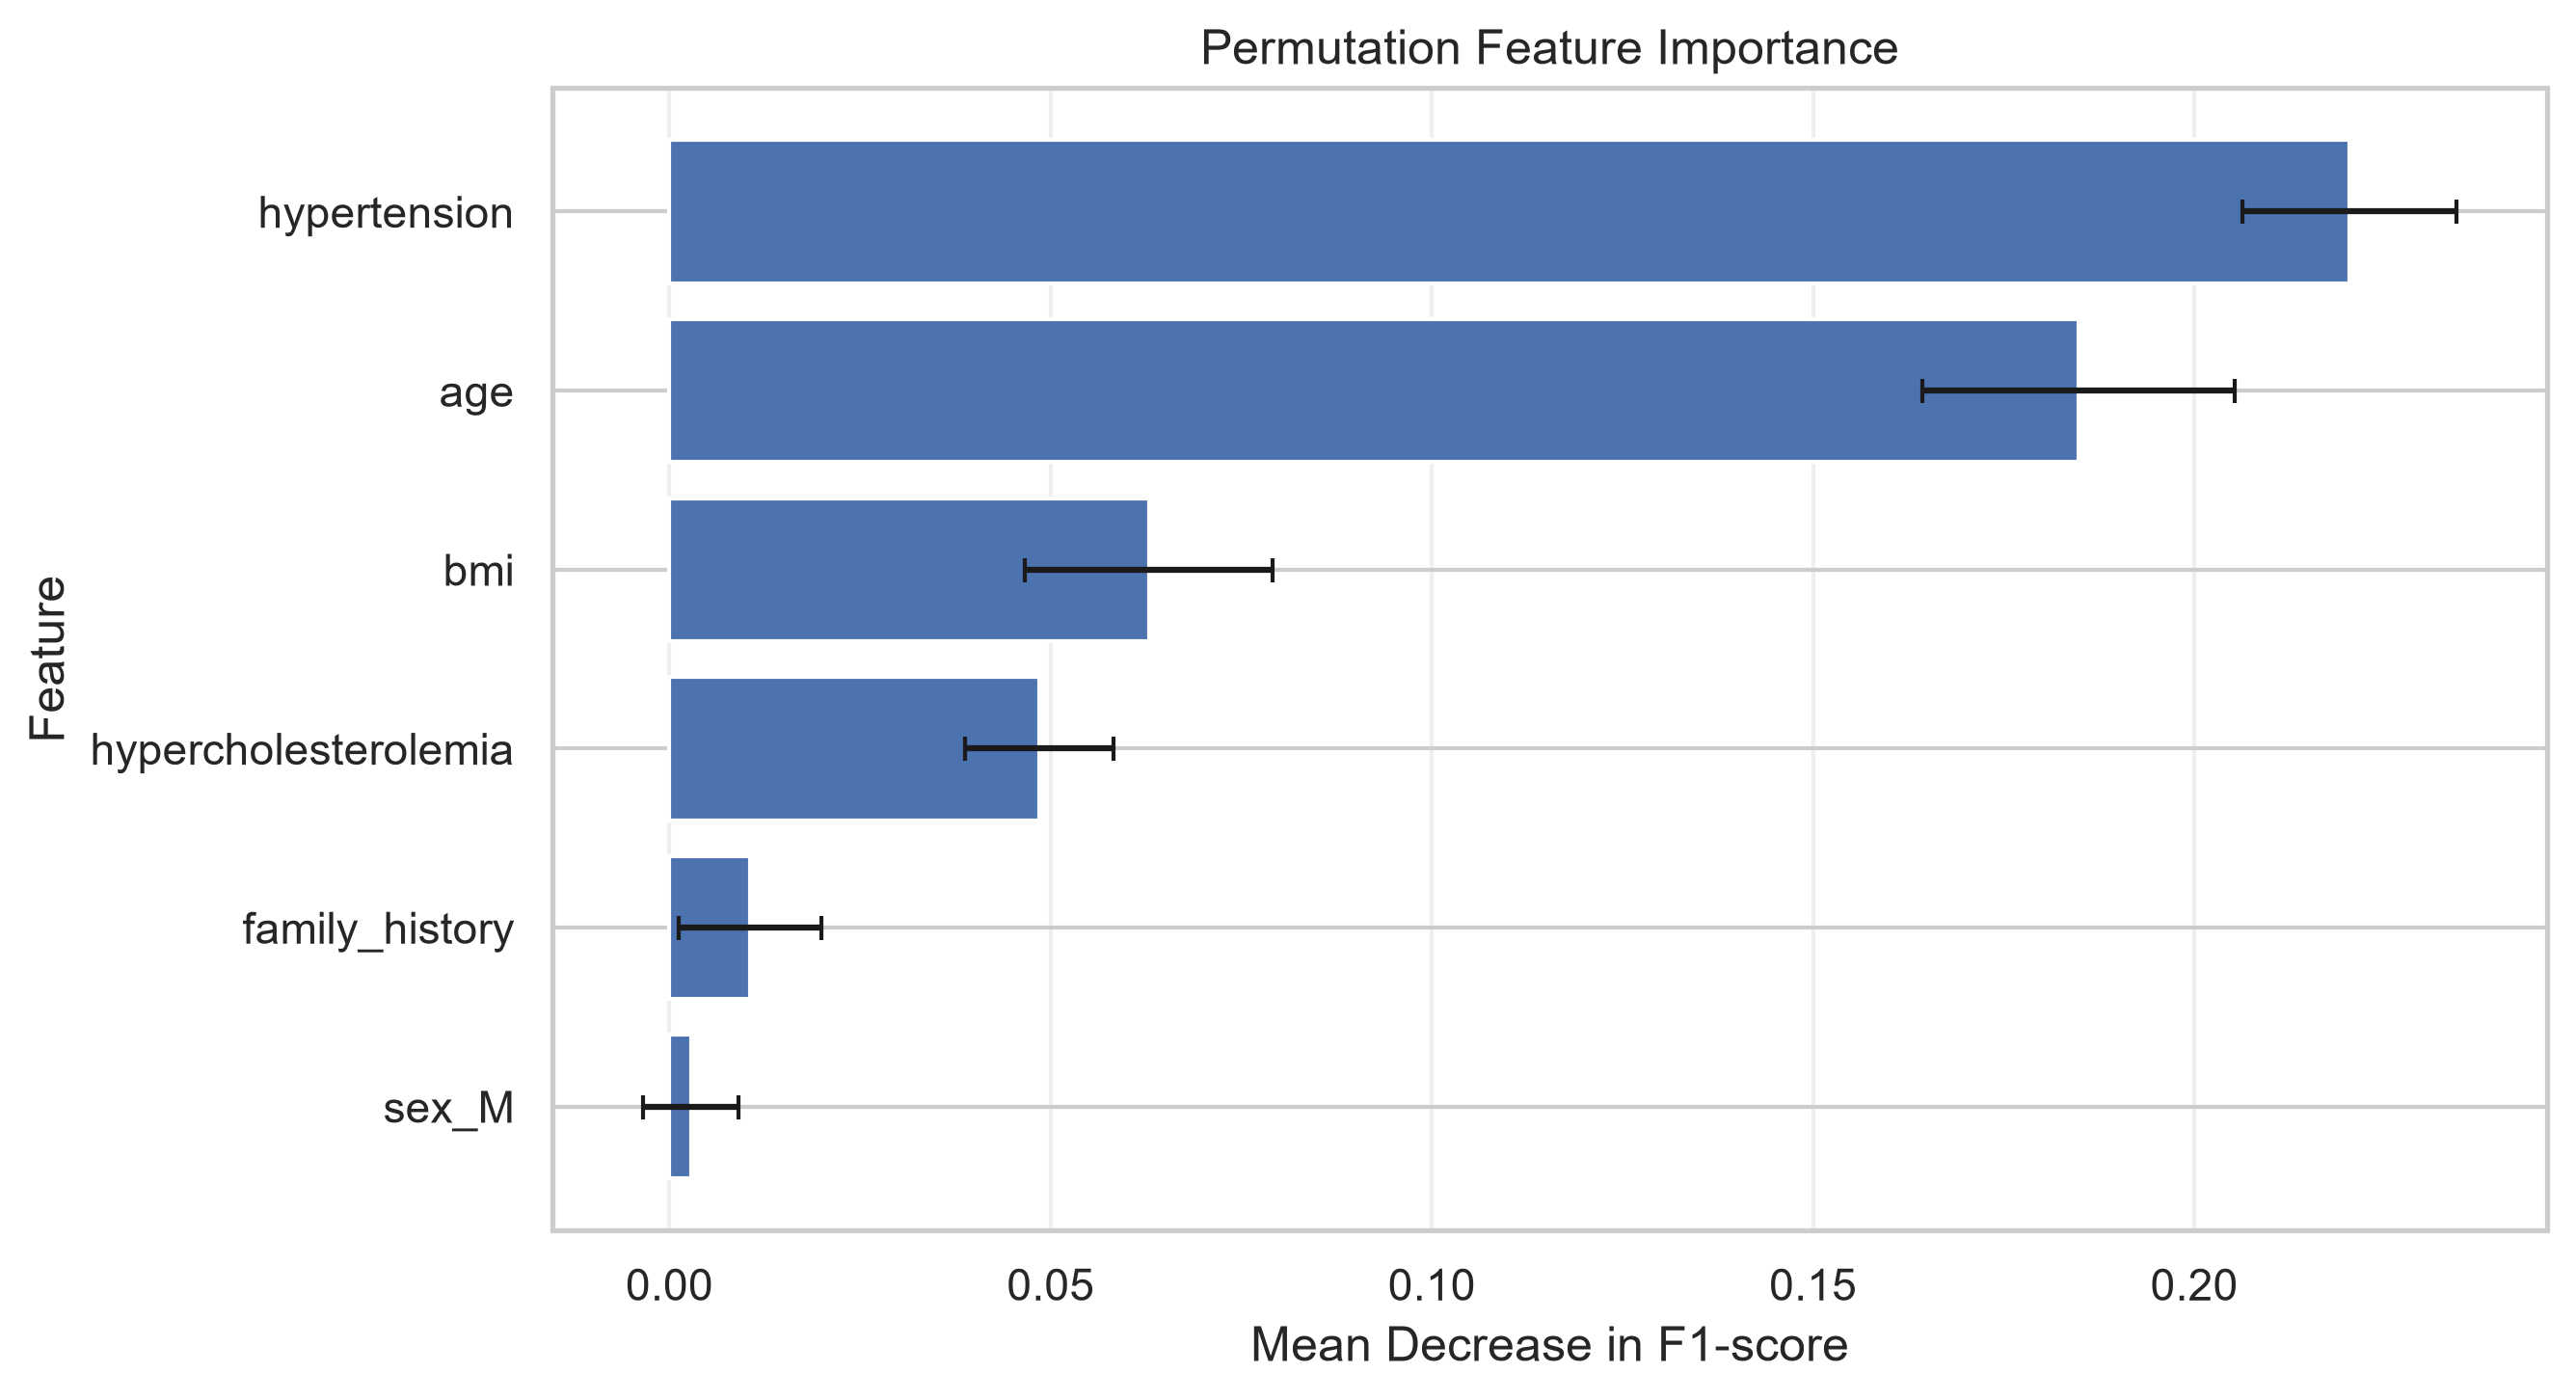 Permutation Feature Importance
Feature
hypertension
age
bmi
hypercholesterolemia
family_history
sex_M
0.00 0.05 0.10 0.15 0.20
Mean Decrease in F1-score